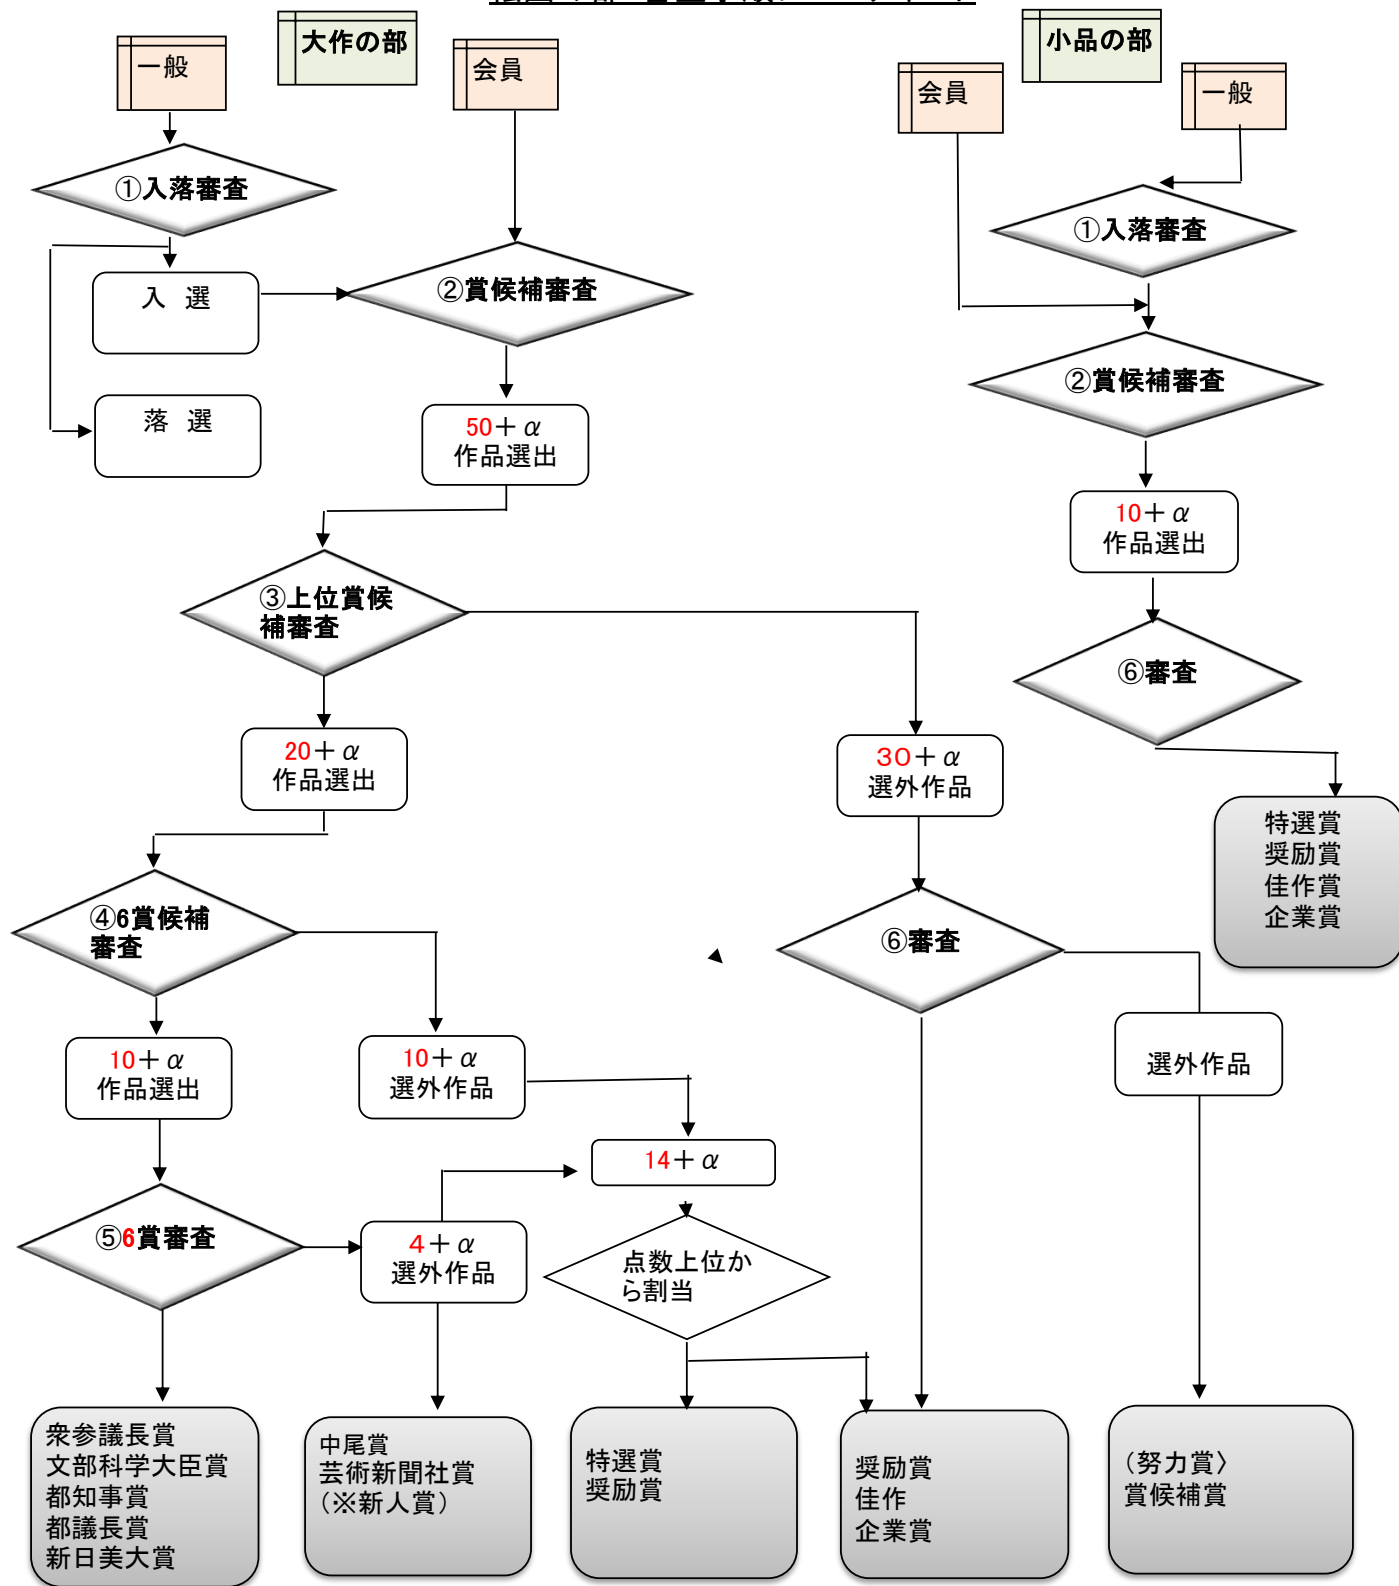 大作の部
小品の部
一般
会員
会員
一般
①入落審査
①入落審査
入 選
②賞候補審査
②賞候補審査
落 選
50＋α
作品選出
10＋α
作品選出
③上位賞候
補審査
⑥審査
20＋α
作品選出
30＋α
選外作品
特選賞
奨励賞
佳作賞
企業賞
④6賞候補
審査
⑥審査
10＋α
作品選出
10＋α
選外作品
選外作品
14＋α
⑤6賞審査
4＋α
選外作品
点数上位か
ら割当
衆参議長賞
文部科学大臣賞
都知事賞
都議長賞
新日美大賞
中尾賞
芸術新聞社賞
（※新人賞）
特選賞
奨励賞
奨励賞
佳作
企業賞
（努力賞〉
賞候補賞